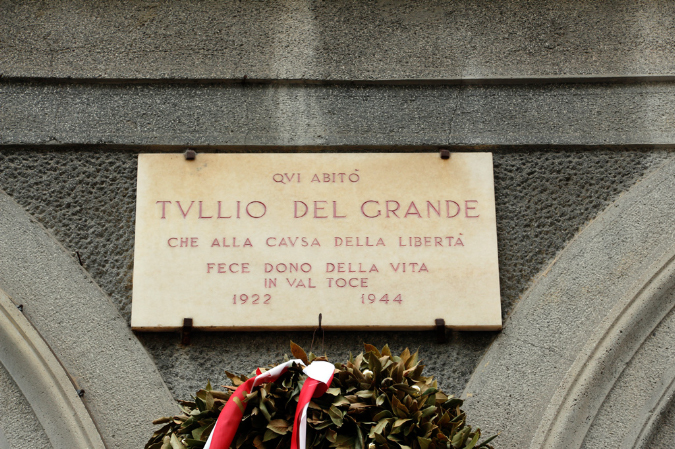 QVI ABITÒ
TVLLIO DEL GRANDE
CHE ALLA CAVSA DELLA LIBERTÀ
FECE DONO DELLA VITA
IN VAL TOCE
1922 1944